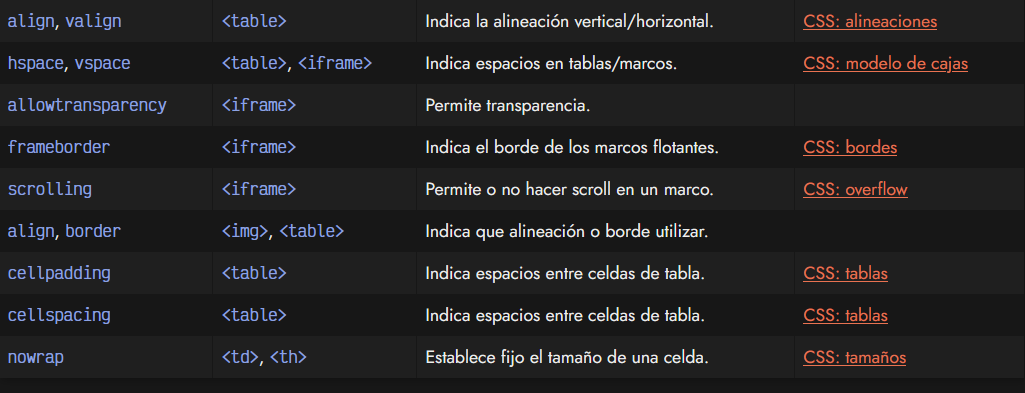 align, valign <table> Indica la alineación vertical/horizontal. CSS: alineaciones
hspace, vspace <table>, <iframe> Indica espacios en tablas/marcos. CSS: modelo de cajas
allowtransparency <iframe> Permite transparencia.
frameborder <iframe> Indica el borde de los marcos flotantes. CSS: bordes
scrolling <iframe> Permite o no hacer scroll en un marco. CSS: overflow
align, border <img>, <table> Indica que alineación o borde utilizar.
cellpadding <table> Indica espacios entre celdas de tabla. CSS: tablas
cellspacing <table> Indica espacios entre celdas de tabla. CSS: tablas
nowrap <td>, <th> Establece fijo el tamaño de una celda. CSS: tamaños